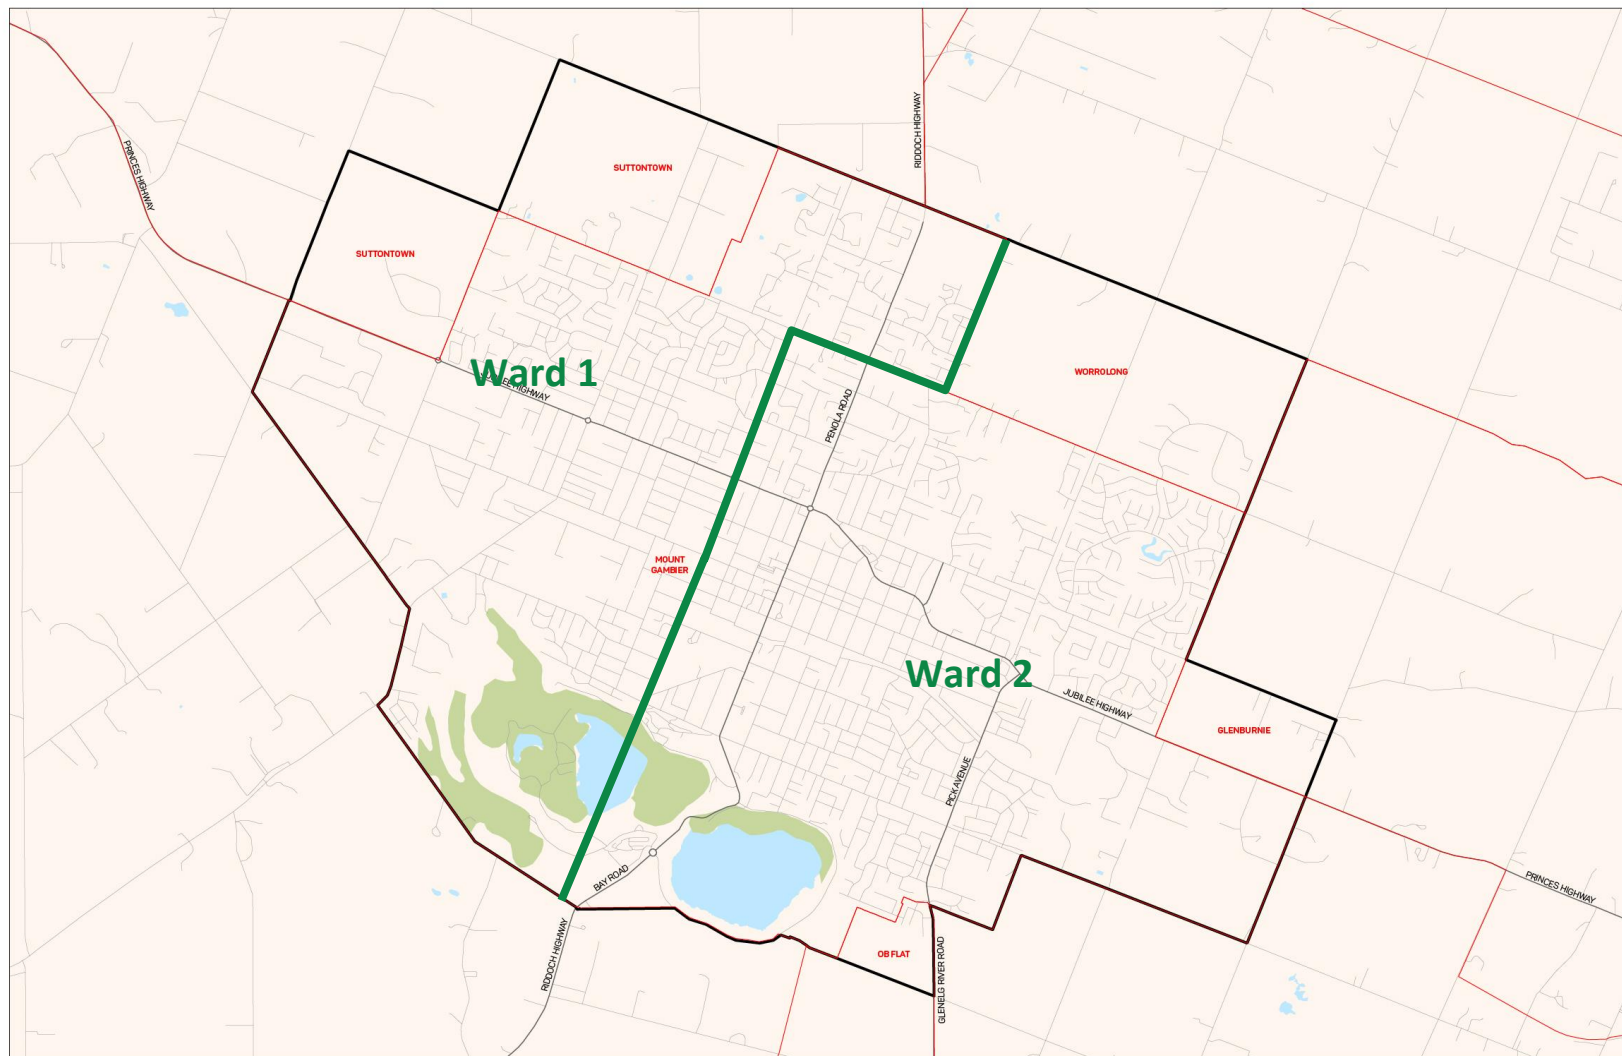 RIDDOCH HIGHWAY
PRINCES HIGHWAY
SUTTONTOWN
SUTTONTOWN
Ward 1
JUBILEE HIGHWAY
WORROLONG
PENOLA ROAD
MOUNT
GAMBIER
Ward 2
JUBILEE HIGHWAY
GLENBURNIE
PICK AVENUE
BAY ROAD
PRINCES HIGHWAY
RIDDOCH HIGHWAY
OB FLAT
GLENELG RIVER ROAD